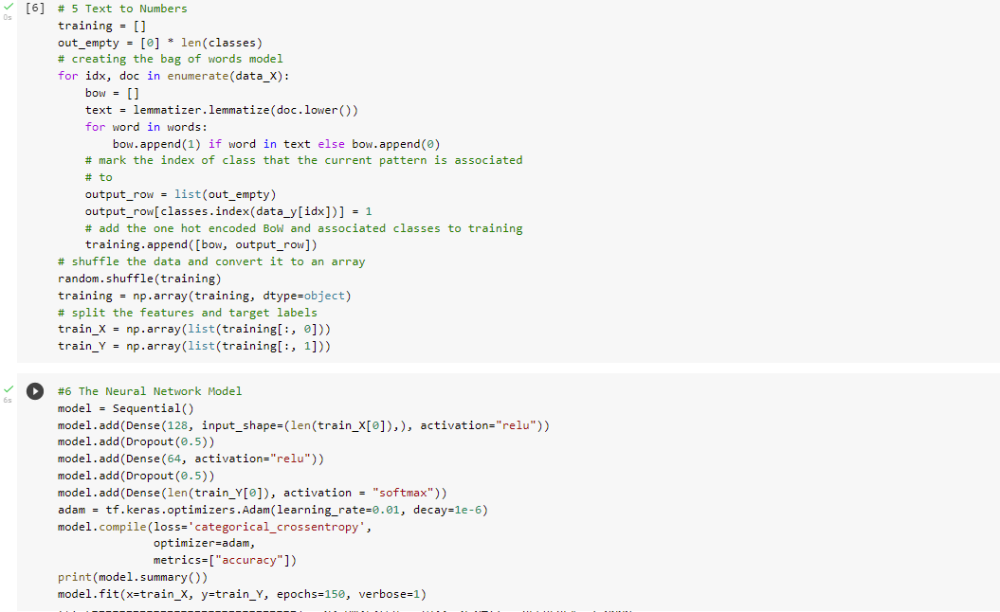 [6] # 5 Text to Numbers
0s
training = []
out_empty = [0] * len(classes)
# creating the bag of words model
for idx, doc in enumerate(data_X):
    bow = []
    text = lemmatizer.lemmatize(doc.lower())
    for word in words:
        bow.append(1) if word in text else bow.append(0)
    # mark the index of class that the current pattern is associated
    # to
    output_row = list(out_empty)
    output_row[classes.index(data_y[idx])] = 1
    # add the one hot encoded BoW and associated classes to training
    training.append([bow, output_row])
# shuffle the data and convert it to an array
random.shuffle(training)
training = np.array(training, dtype=object)
# split the features and target labels
train_X = np.array(list(training[:, 0]))
train_Y = np.array(list(training[:, 1]))
#6 The Neural Network Model
6s
model = Sequential()
model.add(Dense(128, input_shape=(len(train_X[0]),), activation="relu"))
model.add(Dropout(0.5))
model.add(Dense(64, activation="relu"))
model.add(Dropout(0.5))
model.add(Dense(len(train_Y[0]), activation = "softmax"))
adam = tf.keras.optimizers.Adam(learning_rate=0.01, decay=1e-6)
model.compile(loss='categorical_crossentropy',
              optimizer=adam,
              metrics=["accuracy"])
print(model.summary())
model.fit(x=train_X, y=train_Y, epochs=150, verbose=1)